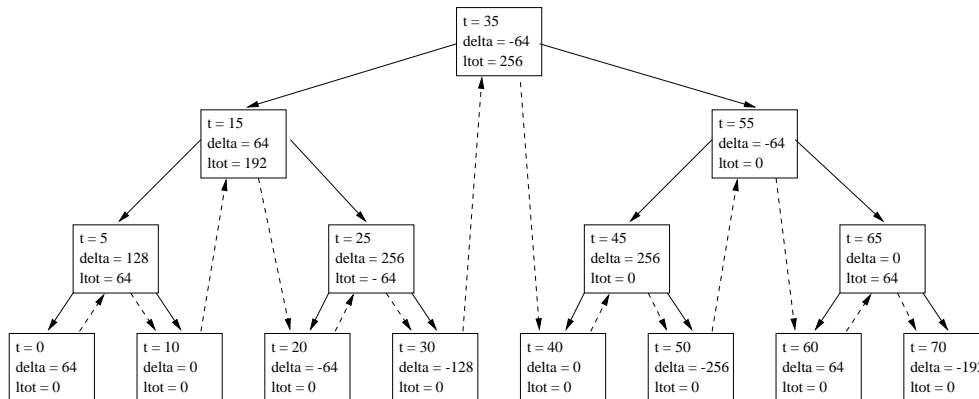 t = 35
delta = -64
ltot = 256
t = 15
delta = 64
ltot = 192
t = 55
delta = -64
ltot = 0
t = 5
delta = 128
ltot = 64
t = 25
delta = 256
ltot = - 64
t = 45
delta = 256
ltot = 0
t = 65
delta = 0
ltot = 64
t = 0
delta = 64
ltot = 0
t = 10
delta = 0
ltot = 0
t = 20
delta = -64
ltot = 0
t = 30
delta = -128
ltot = 0
t = 40
delta = 0
ltot = 0
t = 50
delta = -256
ltot = 0
t = 60
delta = 64
ltot = 0
t = 70
delta = -192
ltot = 0